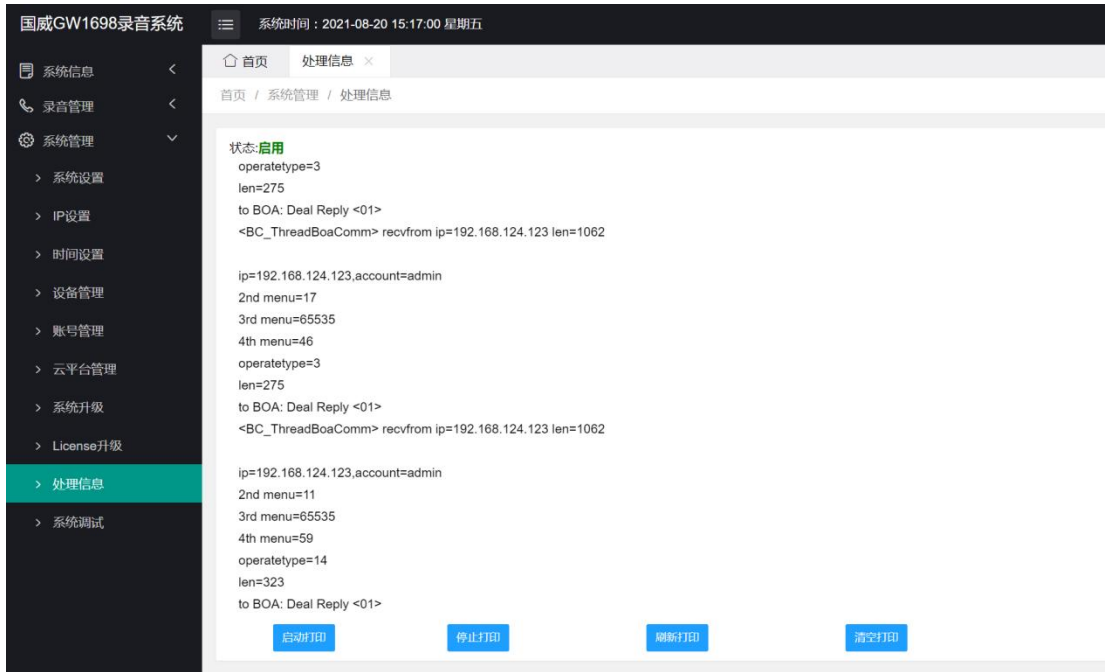 国威GW1698录音系统
系统时间：2021-08-20 15:17:00 星期五
系统信息
录音管理
系统管理
系统设置
IP设置
时间设置
设备管理
账号管理
云平台管理
系统升级
License升级
处理信息
系统调试
首页
处理信息
首页 / 系统管理 / 处理信息
状态:启用
operatetype=3
len=275
to BOA: Deal Reply <01>
<BC_ThreadBoaComm> recvfrom ip=192.168.124.123 len=1062
ip=192.168.124.123,account=admin
2nd menu=17
3rd menu=65535
4th menu=46
operatetype=3
len=275
to BOA: Deal Reply <01>
<BC_ThreadBoaComm> recvfrom ip=192.168.124.123 len=1062
ip=192.168.124.123,account=admin
2nd menu=11
3rd menu=65535
4th menu=59
operatetype=14
len=323
to BOA: Deal Reply <01>
启动打印
停止打印
刷新打印
清空打印